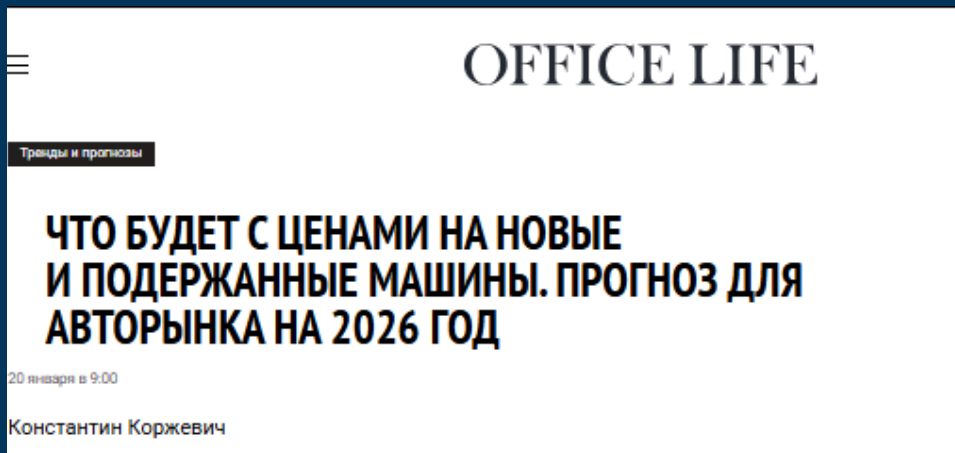 OFFICE LIFE
Тренды и прогнозы
ЧТО БУДЕТ С ЦЕНАМИ НА НОВЫЕ
И ПОДЕРЖАННЫЕ МАШИНЫ. ПРОГНОЗ ДЛЯ
АВТОРЫНКА НА 2026 ГОД
20 января в 9:00
Константин Коржевич